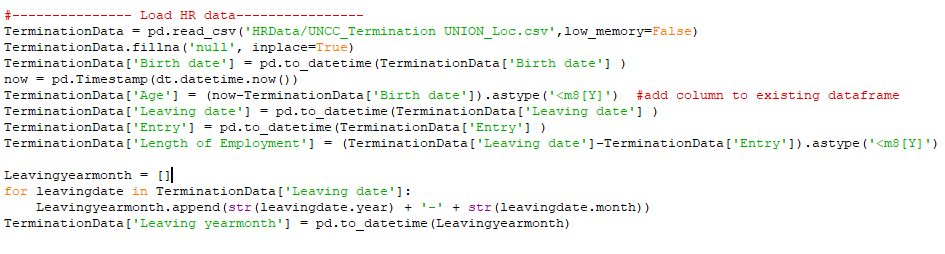 #--------------- Load HR data----------------
TerminationData = pd.read_csv('HRData/UNCC_Termination UNION_Loc.csv',low_memory=False)
TerminationData.fillna('null', inplace=True)
TerminationData['Birth date'] = pd.to_datetime(TerminationData['Birth date'] )
now = pd.Timestamp(dt.datetime.now())
TerminationData['Age'] = (now-TerminationData['Birth date']).astype('<m8[Y]')  #add column to existing dataframe
TerminationData['Leaving date'] = pd.to_datetime(TerminationData['Leaving date'] )
TerminationData['Entry'] = pd.to_datetime(TerminationData['Entry'] )
TerminationData['Length of Employment'] = (TerminationData['Leaving date']-TerminationData['Entry']).astype('<m8[Y]')
Leavingyearmonth = []
for leavingdate in TerminationData['Leaving date']:
    Leavingyearmonth.append(str(leavingdate.year) + '-' + str(leavingdate.month))
TerminationData['Leaving yearmonth'] = pd.to_datetime(Leavingyearmonth)